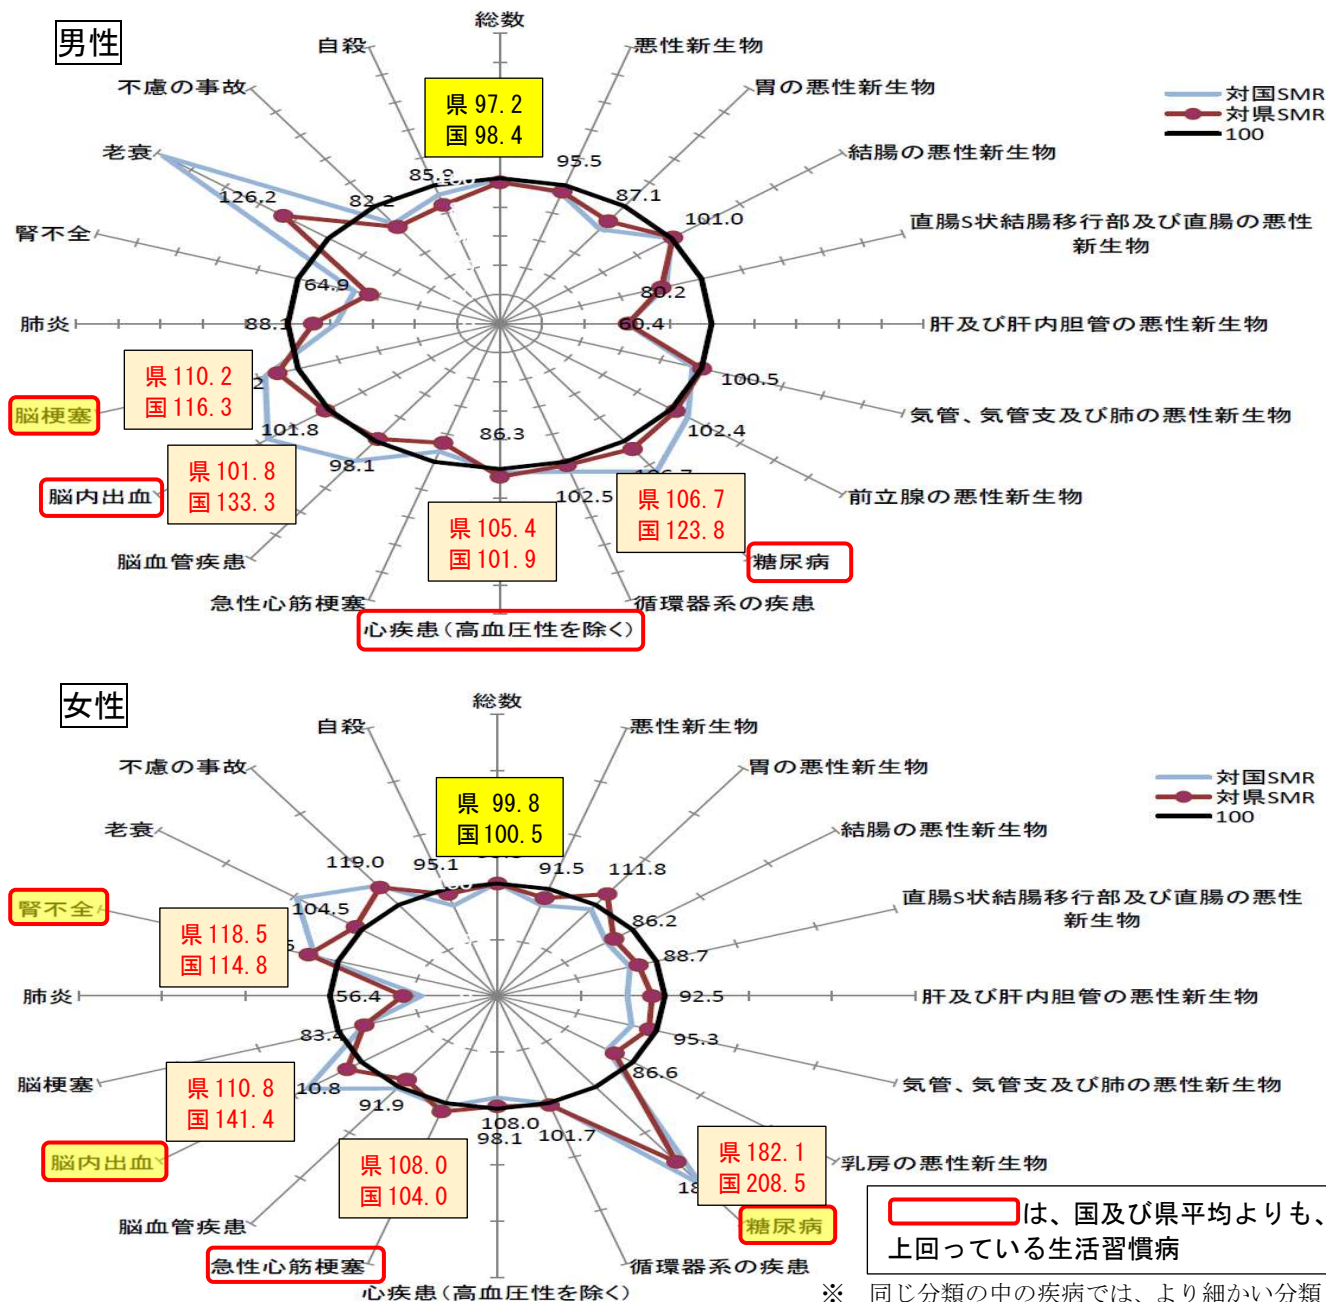 男性
総数
自殺
悪性新生物
不慮の事故
胃の悪性新生物
老衰
結腸の悪性新生物
腎不全
直腸S状結腸移行部及び直腸の悪性
新生物
肺炎
肝及び肝内胆管の悪性新生物
脳梗塞
気管、気管支及び肺の悪性新生物
脳内出血
前立腺の悪性新生物
脳血管疾患
糖尿病
急性心筋梗塞
循環器系の疾患
心疾患(高血圧性を除く)
対国SMR
対県SMR
100
県 97.2
国 98.4
95.5
87.1
101.0
80.2
60.4
100.5
102.4
106.7
102.5
86.3
98.1
101.8
88.1
64.9
126.2
82.2
85.9
県 110.2
国 116.3
県 101.8
国 133.3
県 105.4
国 101.9
県 106.7
国 123.8
女性
総数
自殺
悪性新生物
不慮の事故
胃の悪性新生物
老衰
結腸の悪性新生物
腎不全
直腸S状結腸移行部及び直腸の悪性
新生物
肺炎
肝及び肝内胆管の悪性新生物
脳梗塞
気管、気管支及び肺の悪性新生物
脳内出血
乳房の悪性新生物
脳血管疾患
糖尿病
急性心筋梗塞
循環器系の疾患
心疾患(高血圧性を除く)
対国SMR
対県SMR
100
県 99.8
国 100.5
91.5
111.8
86.2
88.7
92.5
95.3
86.6
101.7
98.1
108.0
91.9
10.8
83.4
56.4
104.5
119.0
95.1
県 118.5
国 114.8
県 110.8
国 141.4
県 108.0
国 104.0
県 182.1
国 208.5
は、国及び県平均よりも、
上回っている生活習慣病
※ 同じ分類の中の疾病では、より細かい分類